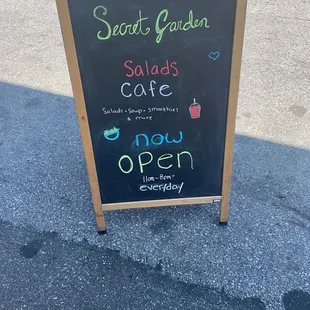 Secret Garden
Salads
Cafe
Salads • Soup • smoothies
& more
now
OPEN
11am - 8pm
everyday